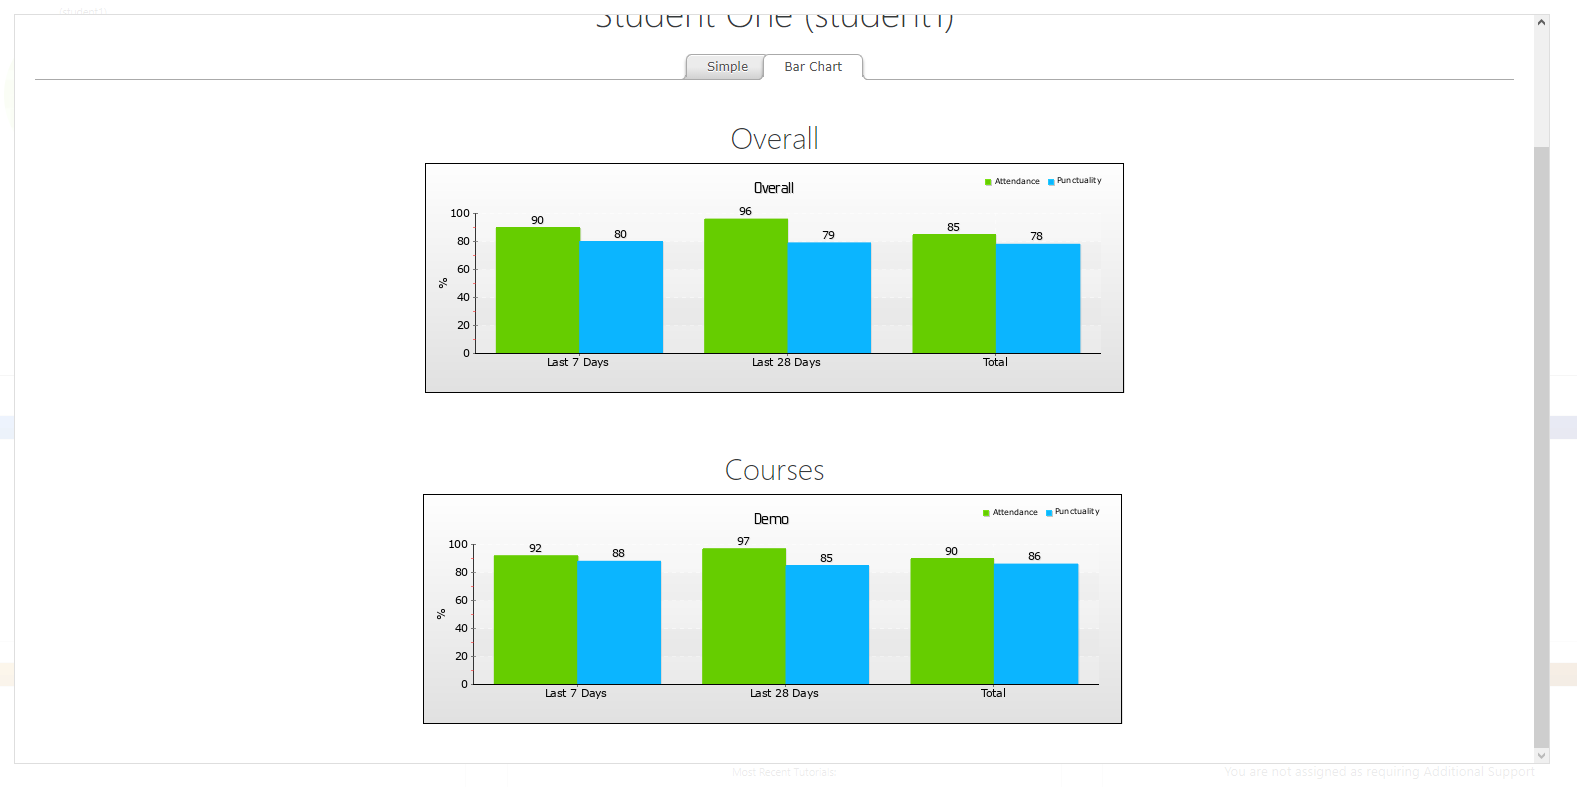 (student1)
Student One (student1)
Simple
Bar Chart
Overall
Overall
Attendance Punctuality
90 80 96 79 85 78
100
80
60
40
20
0
%
Last 7 Days Last 28 Days Total
Courses
Demo
Attendance Punctuality
92 88 97 85 90 86
100
80
60
40
20
0
%
Last 7 Days Last 28 Days Total
Most Recent Tutorials:
You are not assigned as requiring Additional Support